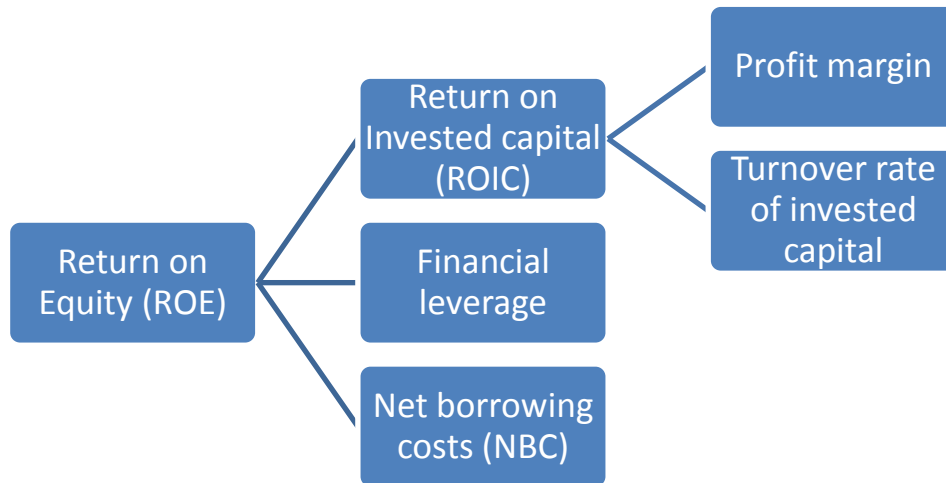 Return on
Equity (ROE)
Return on
Invested capital
(ROIC)
Financial
leverage
Net borrowing
costs (NBC)
Profit margin
Turnover rate
of invested
capital